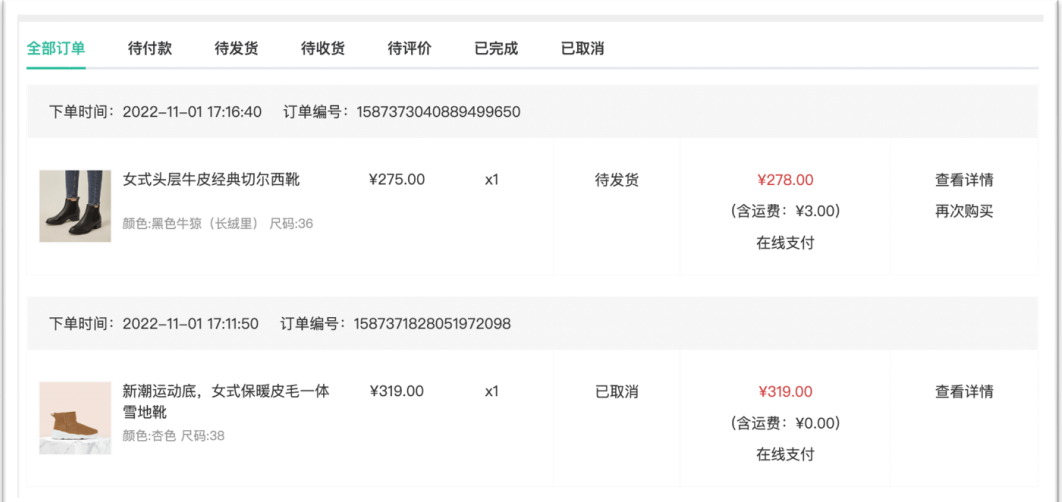 全部订单 待付款 待发货 待收货 待评价 已完成 已取消
下单时间：2022-11-01 17:16:40 订单编号：1587373040889499650
女式头层牛皮经典切尔西靴 ¥275.00 x1 待发货 ¥278.00 查看详情
颜色:黑色牛猄（长绒里） 尺码:36 (含运费：¥3.00) 再次购买
在线支付
下单时间：2022-11-01 17:11:50 订单编号：1587371828051972098
新潮运动底，女式保暖皮毛一体 ¥319.00 x1 已取消 ¥319.00 查看详情
雪地靴 (含运费：¥0.00)
颜色:杏色 尺码:38
在线支付